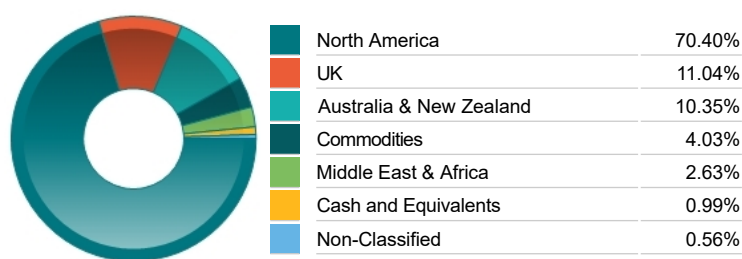 North America 70.40%
UK 11.04%
Australia & New Zealand 10.35%
Commodities 4.03%
Middle East & Africa 2.63%
Cash and Equivalents 0.99%
Non-Classified 0.56%